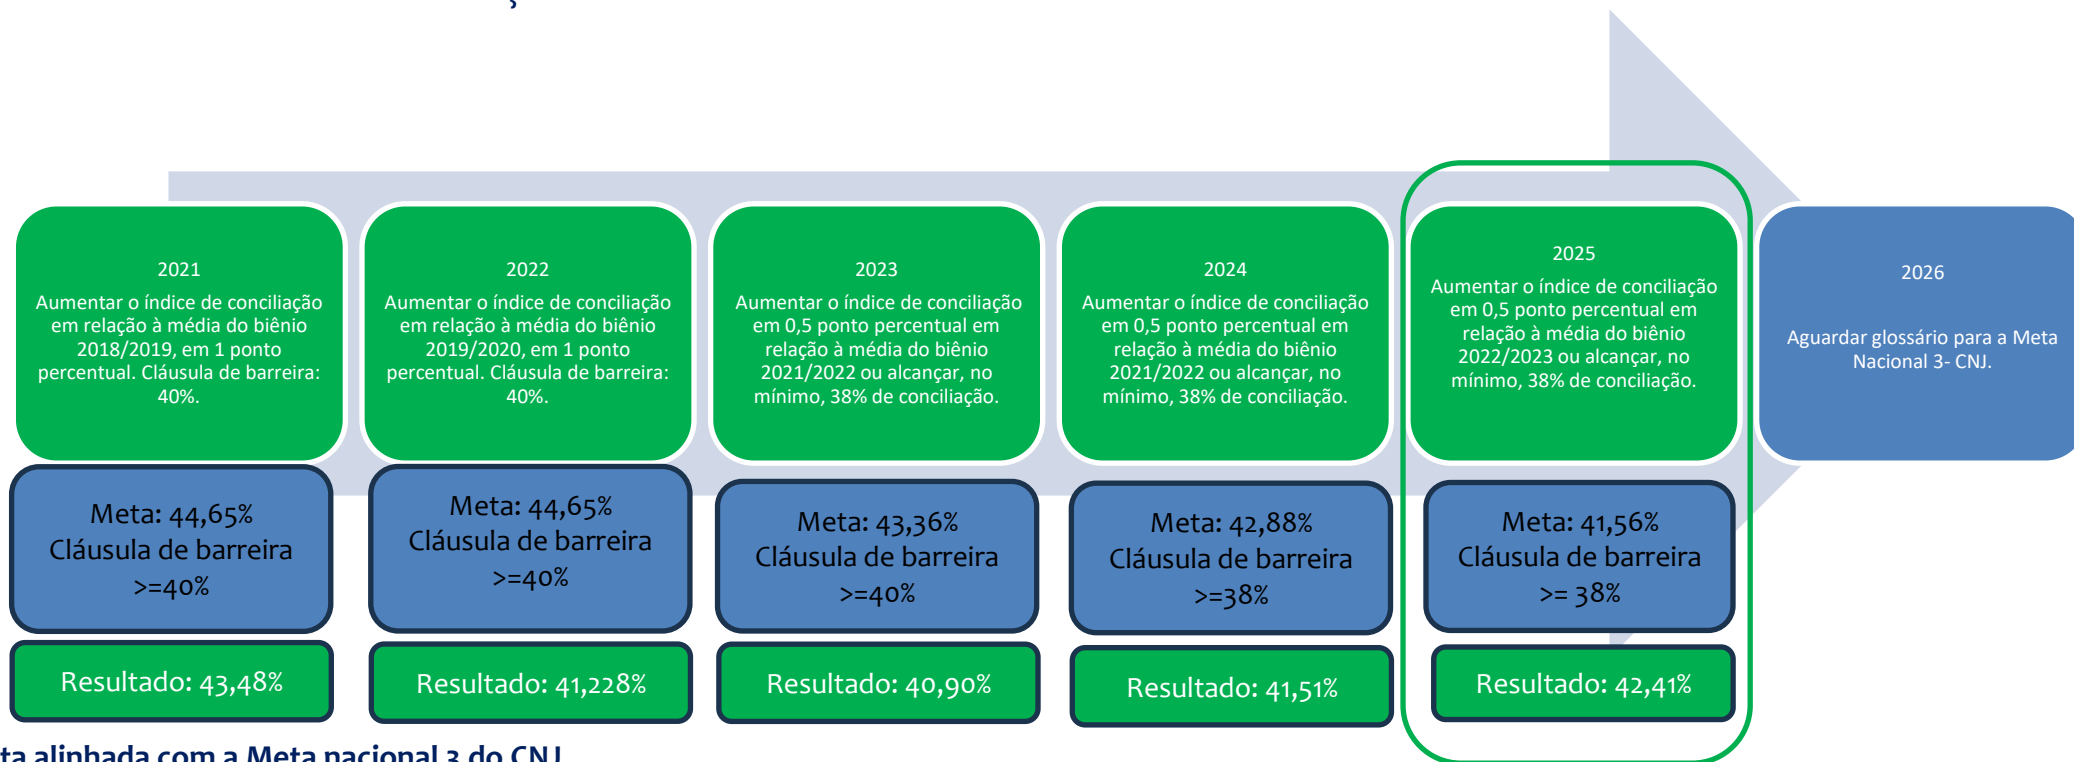 2021
Aumentar o índice de conciliação
em relação à média do biênio
2018/2019, em 1 ponto
percentual. Cláusula de barreira:
40%.
2022
Aumentar o índice de conciliação
em relação à média do biênio
2019/2020, em 1 ponto
percentual. Cláusula de barreira:
40%.
2023
Aumentar o índice de conciliação
em 0,5 ponto percentual em
relação à média do biênio
2021/2022 ou alcançar, no
mínimo, 38% de conciliação.
2024
Aumentar o índice de conciliação
em 0,5 ponto percentual em
relação à média do biênio
2021/2022 ou alcançar, no
mínimo, 38% de conciliação.
2025
Aumentar o índice de conciliação
em 0,5 ponto percentual em
relação à média do biênio
2022/2023 ou alcançar, no
mínimo, 38% de conciliação.
2026
Aguardar glossário para a Meta
Nacional 3- CNJ.
Meta: 44,65%
Cláusula de barreira
>=40%
Meta: 44,65%
Cláusula de barreira
>=40%
Meta: 43,36%
Cláusula de barreira
>=40%
Meta: 42,88%
Cláusula de barreira
>=38%
Meta: 41,56%
Cláusula de barreira
>= 38%
Resultado: 43,48%
Resultado: 41,228%
Resultado: 40,90%
Resultado: 41,51%
Resultado: 42,41%
ta alinhada com a Meta nacional 3 do CNJ